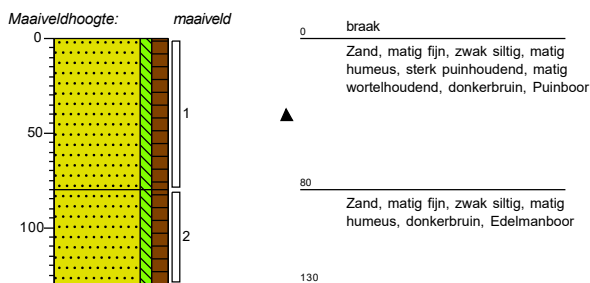 Maaiveldhoogte: maaiveld
0
50
100
1
2
0 braak
Zand, matig fijn, zwak siltig, matig
humeus, sterk puinhoudend, matig
wortelhoudend, donkerbruin, Puinboor
80
Zand, matig fijn, zwak siltig, matig
humeus, donkerbruin, Edelmanboor
130